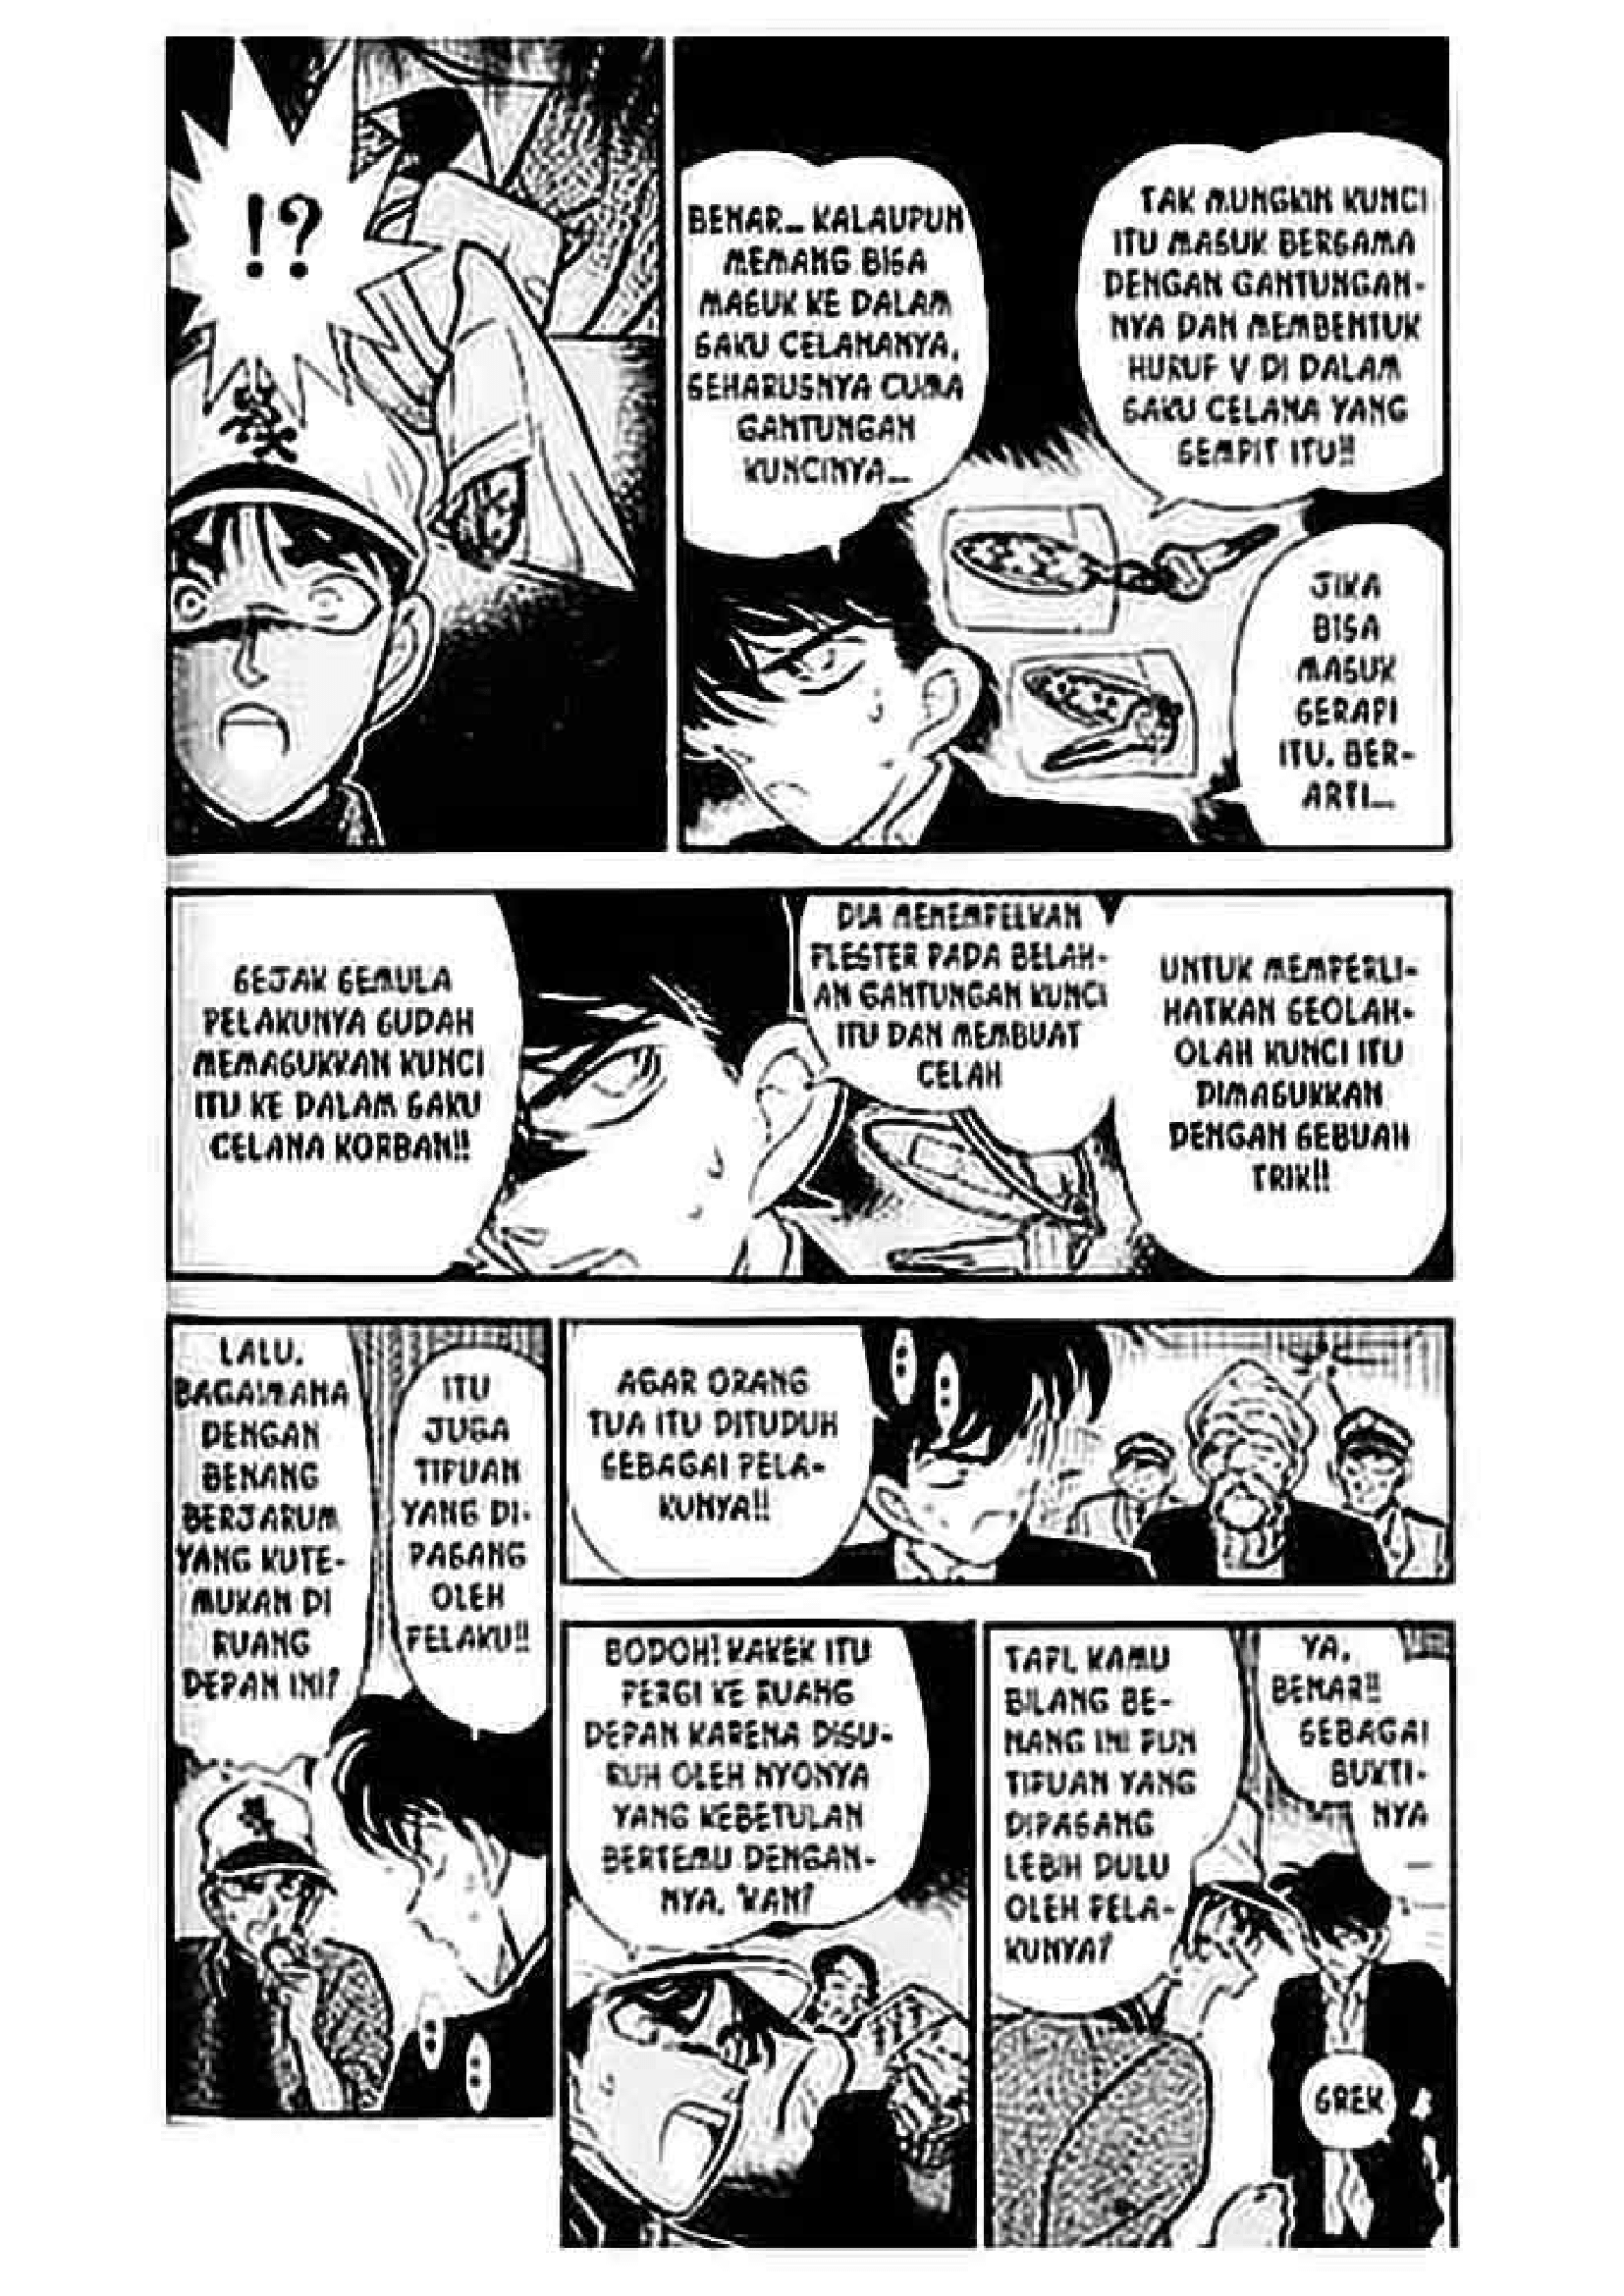 TAK MUNGKIN KUNCI
ITU MASUK BERSAMA
DENGAN GANTUNGAN-
NYA DAN MEMBENTUK
HURUF V DI DALAM
SAKU CELANA YANG
SEMPIT ITU!!
BENAR... KALAUPUN
MEMANG BISA
MASUK KE DALAM
SAKU CELANANYA,
SEHARUSNYA CUMA
GANTUNGAN
KUNCINYA...
JIKA
BISA
MASUK
SERAPI
ITU, BER-
ARTI...
!?
UNTUK MEMPERLI-
HATKAN SEOLAH-
OLAH KUNCI ITU
DIMASUKKAN
DENGAN SEBUAH
TRIK!!
DIA MENEMPELKAN
PLESTER PADA BELAH-
AN GANTUNGAN KUNCI
ITU DAN MEMBUAT
CELAH
SEJAK SEMULA
PELAKUNYA SUDAH
MEMASUKKAN KUNCI
ITU KE DALAM SAKU
CELANA KORBAN!!
AGAR ORANG
TUA ITU DITUDUH
SEBAGAI PELA-
KUNYA!!
ITU
JUGA
TIPUAN
YANG DI-
PASANG
OLEH
PELAKU!!
LALU,
BAGAIMANA
DENGAN
BENANG
BERJARUM
YANG KUTE-
MUKAN DI
RUANG
DEPAN INI?
YA,
BENAR!!
SEBAGAI
BUKTI-
NYA
TAPI, KAMU
BILANG BE-
NANG INI PUN
TIPUAN YANG
DIPASANG
LEBIH DULU
OLEH PELA-
KUNYA?
GREK
BODOH! KAKEK ITU
PERGI KE RUANG
DEPAN KARENA DISU-
RUH OLEH NYONYA
YANG KEBETULAN
BERTEMU DENGAN-
NYA, 'KAN?